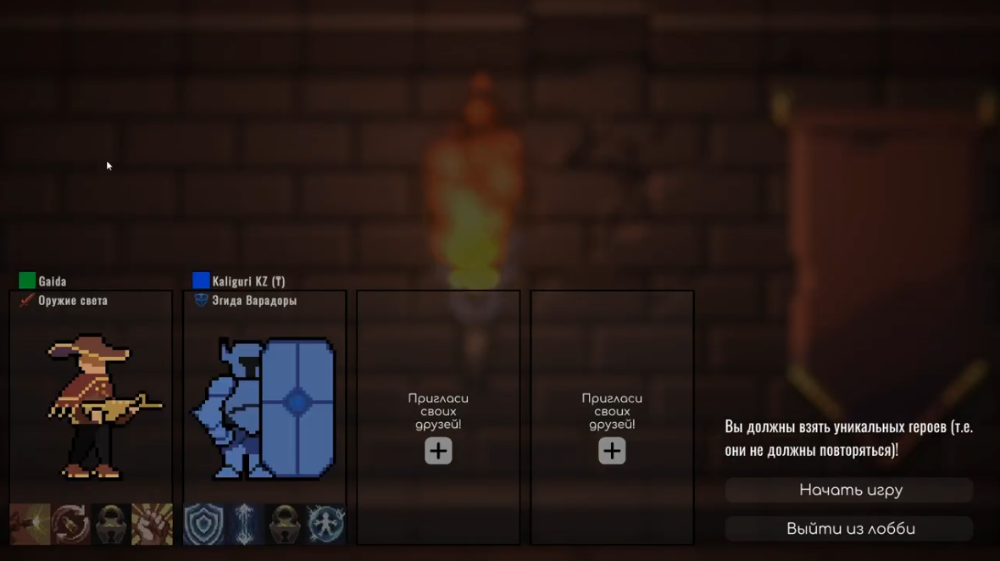 Gaida
Оружие света
Kaliguri KZ (₸)
Эгида Варадоры
Пригласи
своих
друзей!
Пригласи
своих
друзей!
Вы должны взять уникальных героев (т.е.
они не должны повторяться)!
Начать игру
Выйти из лобби